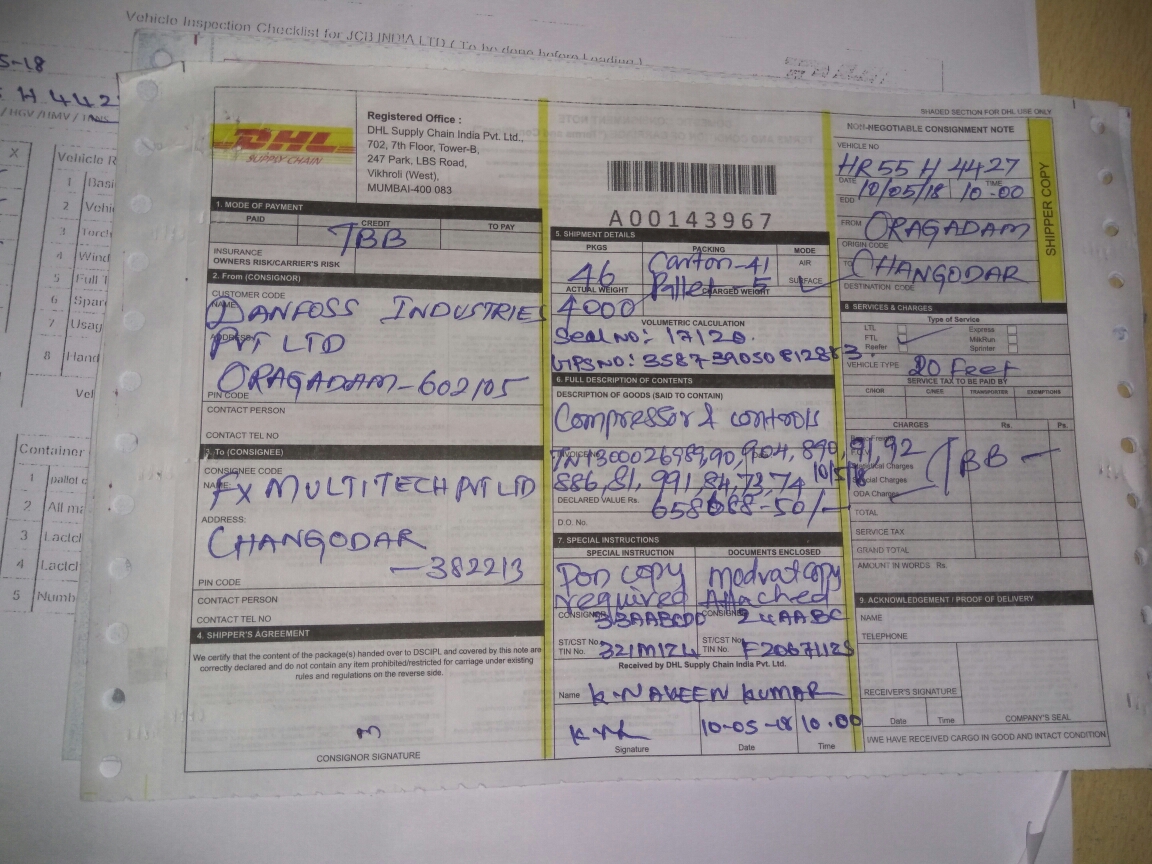 Vehicle Inspection Checklist for JCB INDIA LTD ( To be done before Loading )
5-18
H 442
X
Vehicle R
1 Basi
2 Vehi
3 Torch
4 Wind
5 Full T
6 Spar
7 Usag
8 Hand
Vel
Container
1 pallet c
2 All ma
3 Lactcl
4 Lactcl
5 Numb
DHL
SUPPLY CHAIN
Registered Office :
DHL Supply Chain India Pvt. Ltd.,
702, 7th Floor, Tower-B,
247 Park, LBS Road,
Vikhroli (West),
MUMBAI-400 083
A00143967
SHADED SECTION FOR DHL USE ONLY
NON-NEGOTIABLE CONSIGNMENT NOTE
SHIPPER COPY
VEHICLE NO
HR55 H 4427
DATE 10/05/18 TIME 10-00
EDD
FROM ORAGADAM
ORIGIN CODE
TO CHANGODAR
DESTINATION CODE
1. MODE OF PAYMENT
PAID CREDIT TO PAY
TBB
INSURANCE
OWNERS RISK/CARRIER'S RISK
2. From (CONSIGNOR)
CUSTOMER CODE
NAME:
DANFOSS INDUSTRIES
ADDRESS:
PVT LTD
ORAGADAM-602105
PIN CODE
CONTACT PERSON
CONTACT TEL NO
3. To (CONSIGNEE)
CONSIGNEE CODE
NAME: FX MULTITECH PVT LTD
ADDRESS:
CHANGODAR
-382213
PIN CODE
CONTACT PERSON
CONTACT TEL NO
4. SHIPPER'S AGREEMENT
We certify that the content of the package(s) handed over to DSCIPL and covered by this note are
correctly declared and do not contain any item prohibited/restricted for carriage under existing
rules and regulations on the reverse side.
CONSIGNOR SIGNATURE
5. SHIPMENT DETAILS
PKGS PACKING MODE
46 Carton-41 AIR
Pallet-5 SURFACE
ACTUAL WEIGHT CHARGED WEIGHT
4000
VOLUMETRIC CALCULATION
Seal No: 17120.
GPS NO: 358739050812853.
6. FULL DESCRIPTION OF CONTENTS
DESCRIPTION OF GOODS (SAID TO CONTAIN)
Compressor & controls
INVOICE NO.
TN1300026989,90,904,890,91,92
886,81,991,84,73,74 10/5/18
DECLARED VALUE Rs. 658088-50/-
D.O. No.
7. SPECIAL INSTRUCTIONS
SPECIAL INSTRUCTION DOCUMENTS ENCLOSED
Pod copy Modvat copy
required Attached
CONSIGNOR 33AABCDD CONSIGNEE 24AABC
ST/CST No. ST/CST No.
TIN No. 321M1ZL TIN No. F2067112S
Received by DHL Supply Chain India Pvt. Ltd.
Name K. NAVEEN KUMAR
10-05-18 10.00
Signature Date Time
8 SERVICES & CHARGES
Type of Service
LTL Express
FTL MilkRun
Reefer Sprinter
VEHICLE TYPE 20 Feet
SERVICE TAX TO BE PAID BY
C/NOR C/NEE TRANSPORTER EXEMPTIONS
CHARGES Rs. Ps.
Statistical Charges
TBB -
Special Charges
ODA Charges
TOTAL
SERVICE TAX
GRAND TOTAL
AMOUNT IN WORDS Rs.
9. ACKNOWLEDGEMENT / PROOF OF DELIVERY
NAME
TELEPHONE
RECEIVER'S SIGNATURE
Date Time COMPANY'S SEAL
I/WE HAVE RECEIVED CARGO IN GOOD AND INTACT CONDITION